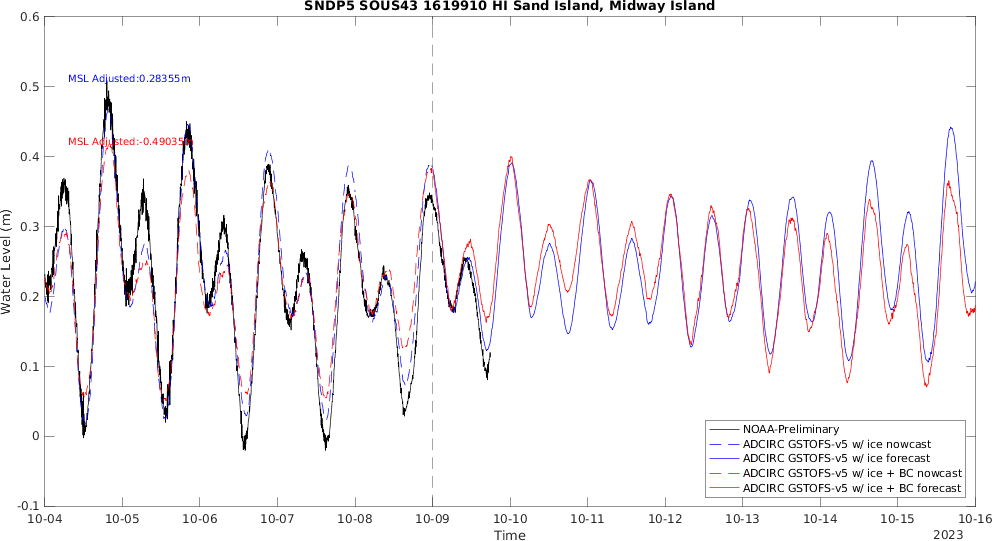 SNDP5 SOUS43 1619910 HI Sand Island, Midway Island
0.6
0.5
0.4
0.3
0.2
0.1
0
-0.1
Water Level (m)
MSL Adjusted:0.28355m
MSL Adjusted:-0.49035m
NOAA-Preliminary
ADCIRC GSTOFS-v5 w/ ice nowcast
ADCIRC GSTOFS-v5 w/ ice forecast
ADCIRC GSTOFS-v5 w/ ice + BC nowcast
ADCIRC GSTOFS-v5 w/ ice + BC forecast
10-04 10-05 10-06 10-07 10-08 10-09 10-10 10-11 10-12 10-13 10-14 10-15 10-16
Time
2023